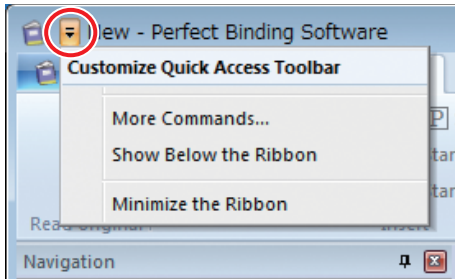 New - Perfect Binding Software
Customize Quick Access Toolbar
More Commands...
Show Below the Ribbon
Minimize the Ribbon
Navigation